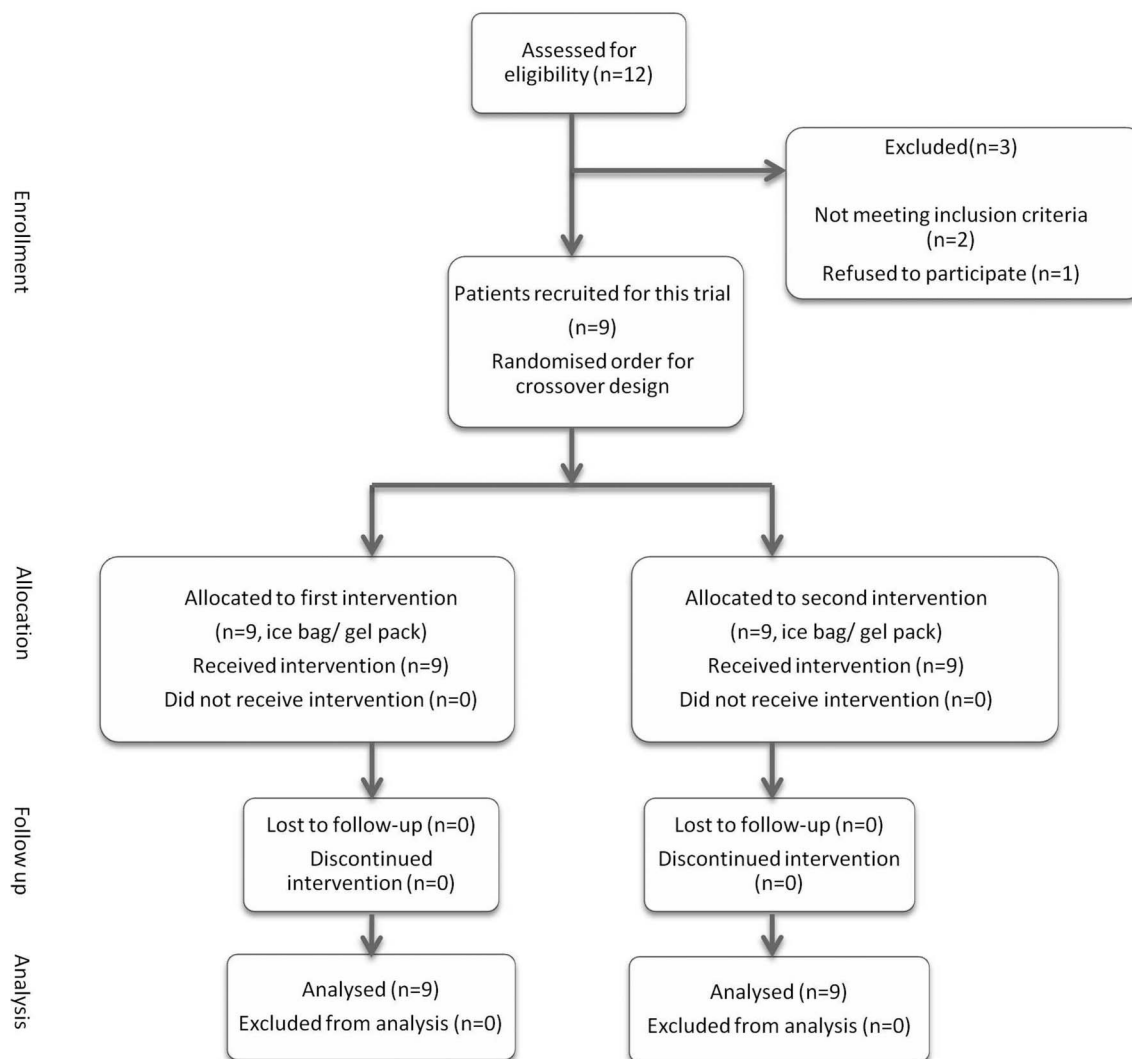 Assessed for
eligibility (n=12)
Excluded(n=3)
Not meeting inclusion criteria
(n=2)
Refused to participate (n=1)
Enrollment
Patients recruited for this trial
(n=9)
Randomised order for
crossover design
Allocation
Allocated to first intervention
(n=9, ice bag/ gel pack)
Received intervention (n=9)
Did not receive intervention (n=0)
Allocated to second intervention
(n=9, ice bag/ gel pack)
Received intervention (n=9)
Did not receive intervention (n=0)
Follow up
Lost to follow-up (n=0)
Discontinued
intervention (n=0)
Lost to follow-up (n=0)
Discontinued intervention
(n=0)
Analysis
Analysed (n=9)
Excluded from analysis (n=0)
Analysed (n=9)
Excluded from analysis (n=0)